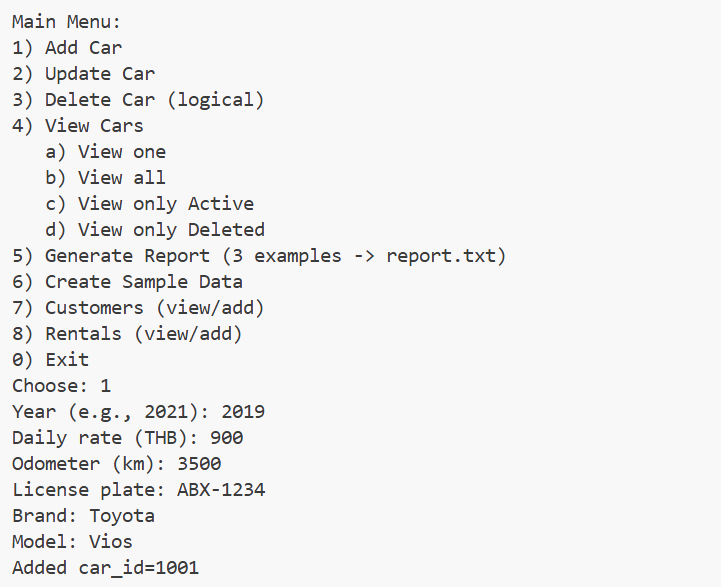 Main Menu:
1) Add Car
2) Update Car
3) Delete Car (logical)
4) View Cars
   a) View one
   b) View all
   c) View only Active
   d) View only Deleted
5) Generate Report (3 examples -> report.txt)
6) Create Sample Data
7) Customers (view/add)
8) Rentals (view/add)
0) Exit
Choose: 1
Year (e.g., 2021): 2019
Daily rate (THB): 900
Odometer (km): 3500
License plate: ABX-1234
Brand: Toyota
Model: Vios
Added car_id=1001